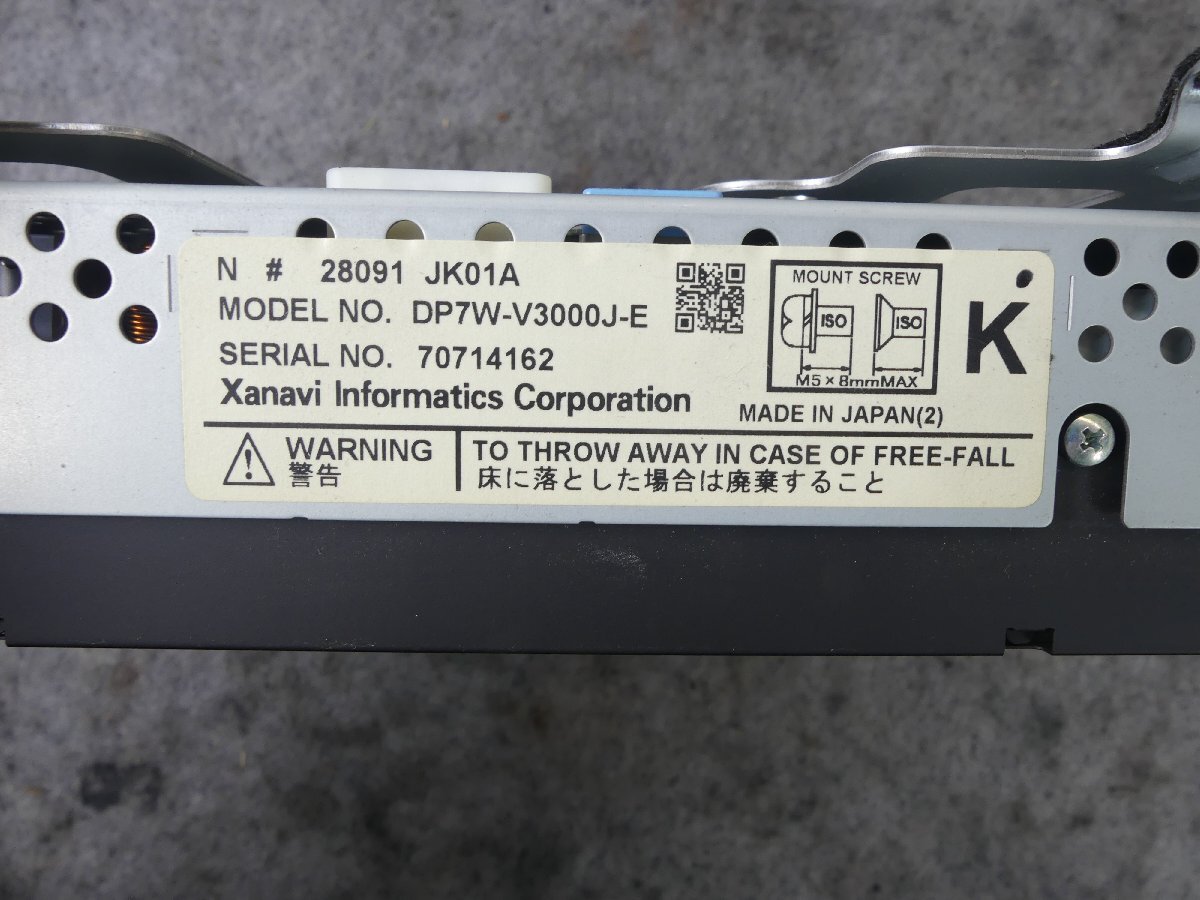 N # 28091 JK01A
MODEL NO. DP7W-V3000J-E
SERIAL NO. 70714162
Xanavi Informatics Corporation
MOUNT SCREW
ISO ISO
M5×8mmMAX
K
MADE IN JAPAN(2)
WARNING
警告
TO THROW AWAY IN CASE OF FREE-FALL
床に落とした場合は廃棄すること